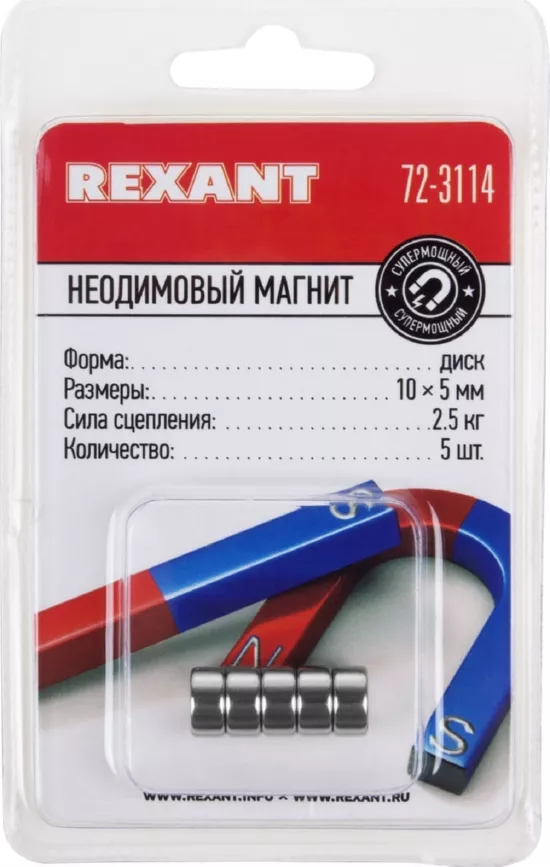 REXANT
72-3114
НЕОДИМОВЫЙ МАГНИТ
СУПЕРМОЩНЫЙ
СУПЕРМОЩНЫЙ
Форма: диск
Размеры: 10 × 5 мм
Сила сцепления: 2.5 кг
Количество: 5 шт.
S
N
S
WWW.REXANT.INFO × WWW.REXANT.RU